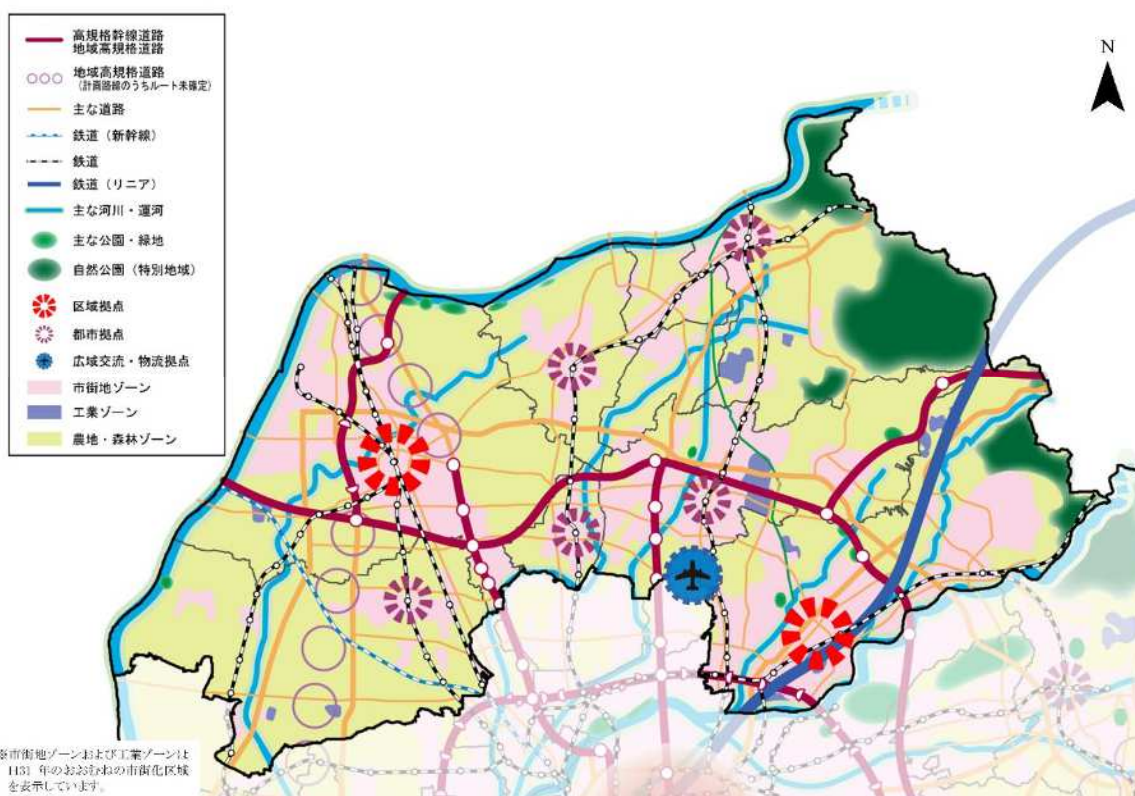 高規格幹線道路
地域高規格道路
地域高規格道路
(計画路線のうちルート未確定)
主な道路
鉄道(新幹線)
鉄道
鉄道(リニア)
主な河川・運河
主な公園・緑地
自然公園(特別地域)
区域拠点
都市拠点
広域交流・物流拠点
市街地ゾーン
工業ゾーン
農地・森林ゾーン
N
※市街地ゾーンおよび工業ゾーンは
H31 年のおおむねの市街化区域
を表示しています。